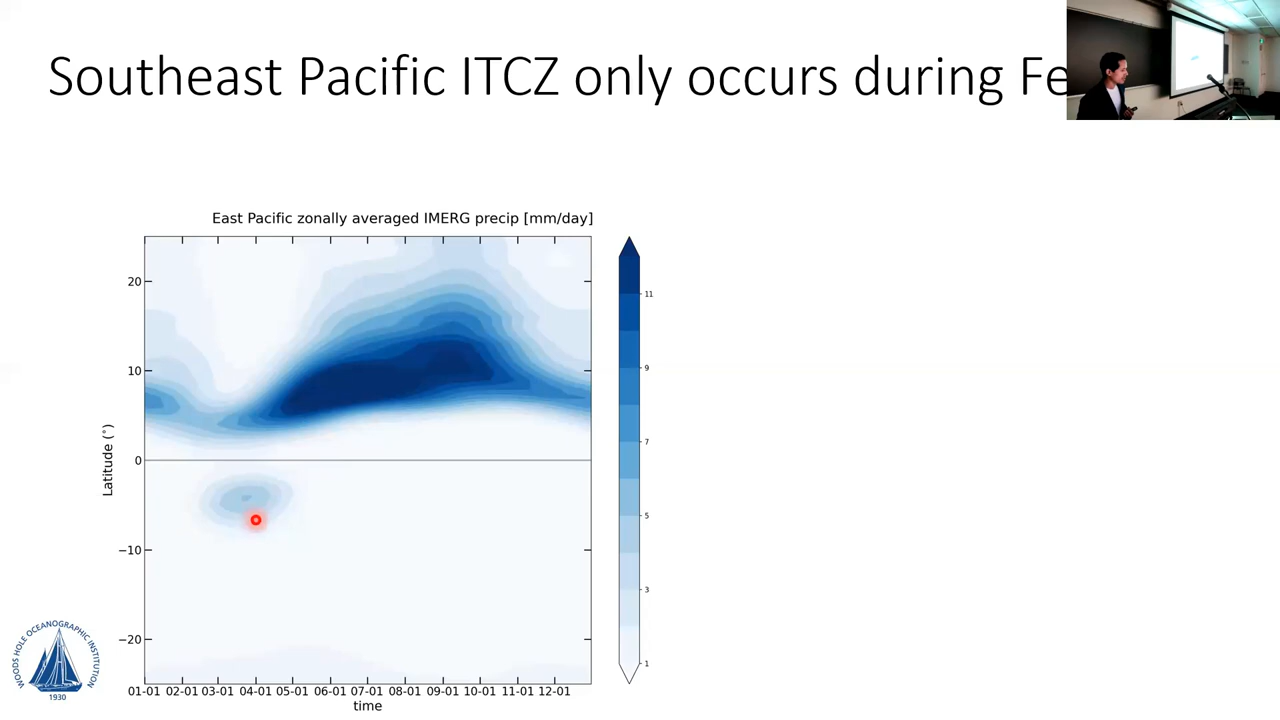 Southeast Pacific ITCZ only occurs during Fe
East Pacific zonally averaged IMERG precip [mm/day]
20
10
0
−10
−20
Latitude (°)
01-01 02-01 03-01 04-01 05-01 06-01 07-01 08-01 09-01 10-01 11-01 12-01
time
11
9
7
5
3
1
WOODS HOLE OCEANOGRAPHIC INSTITUTION
1930